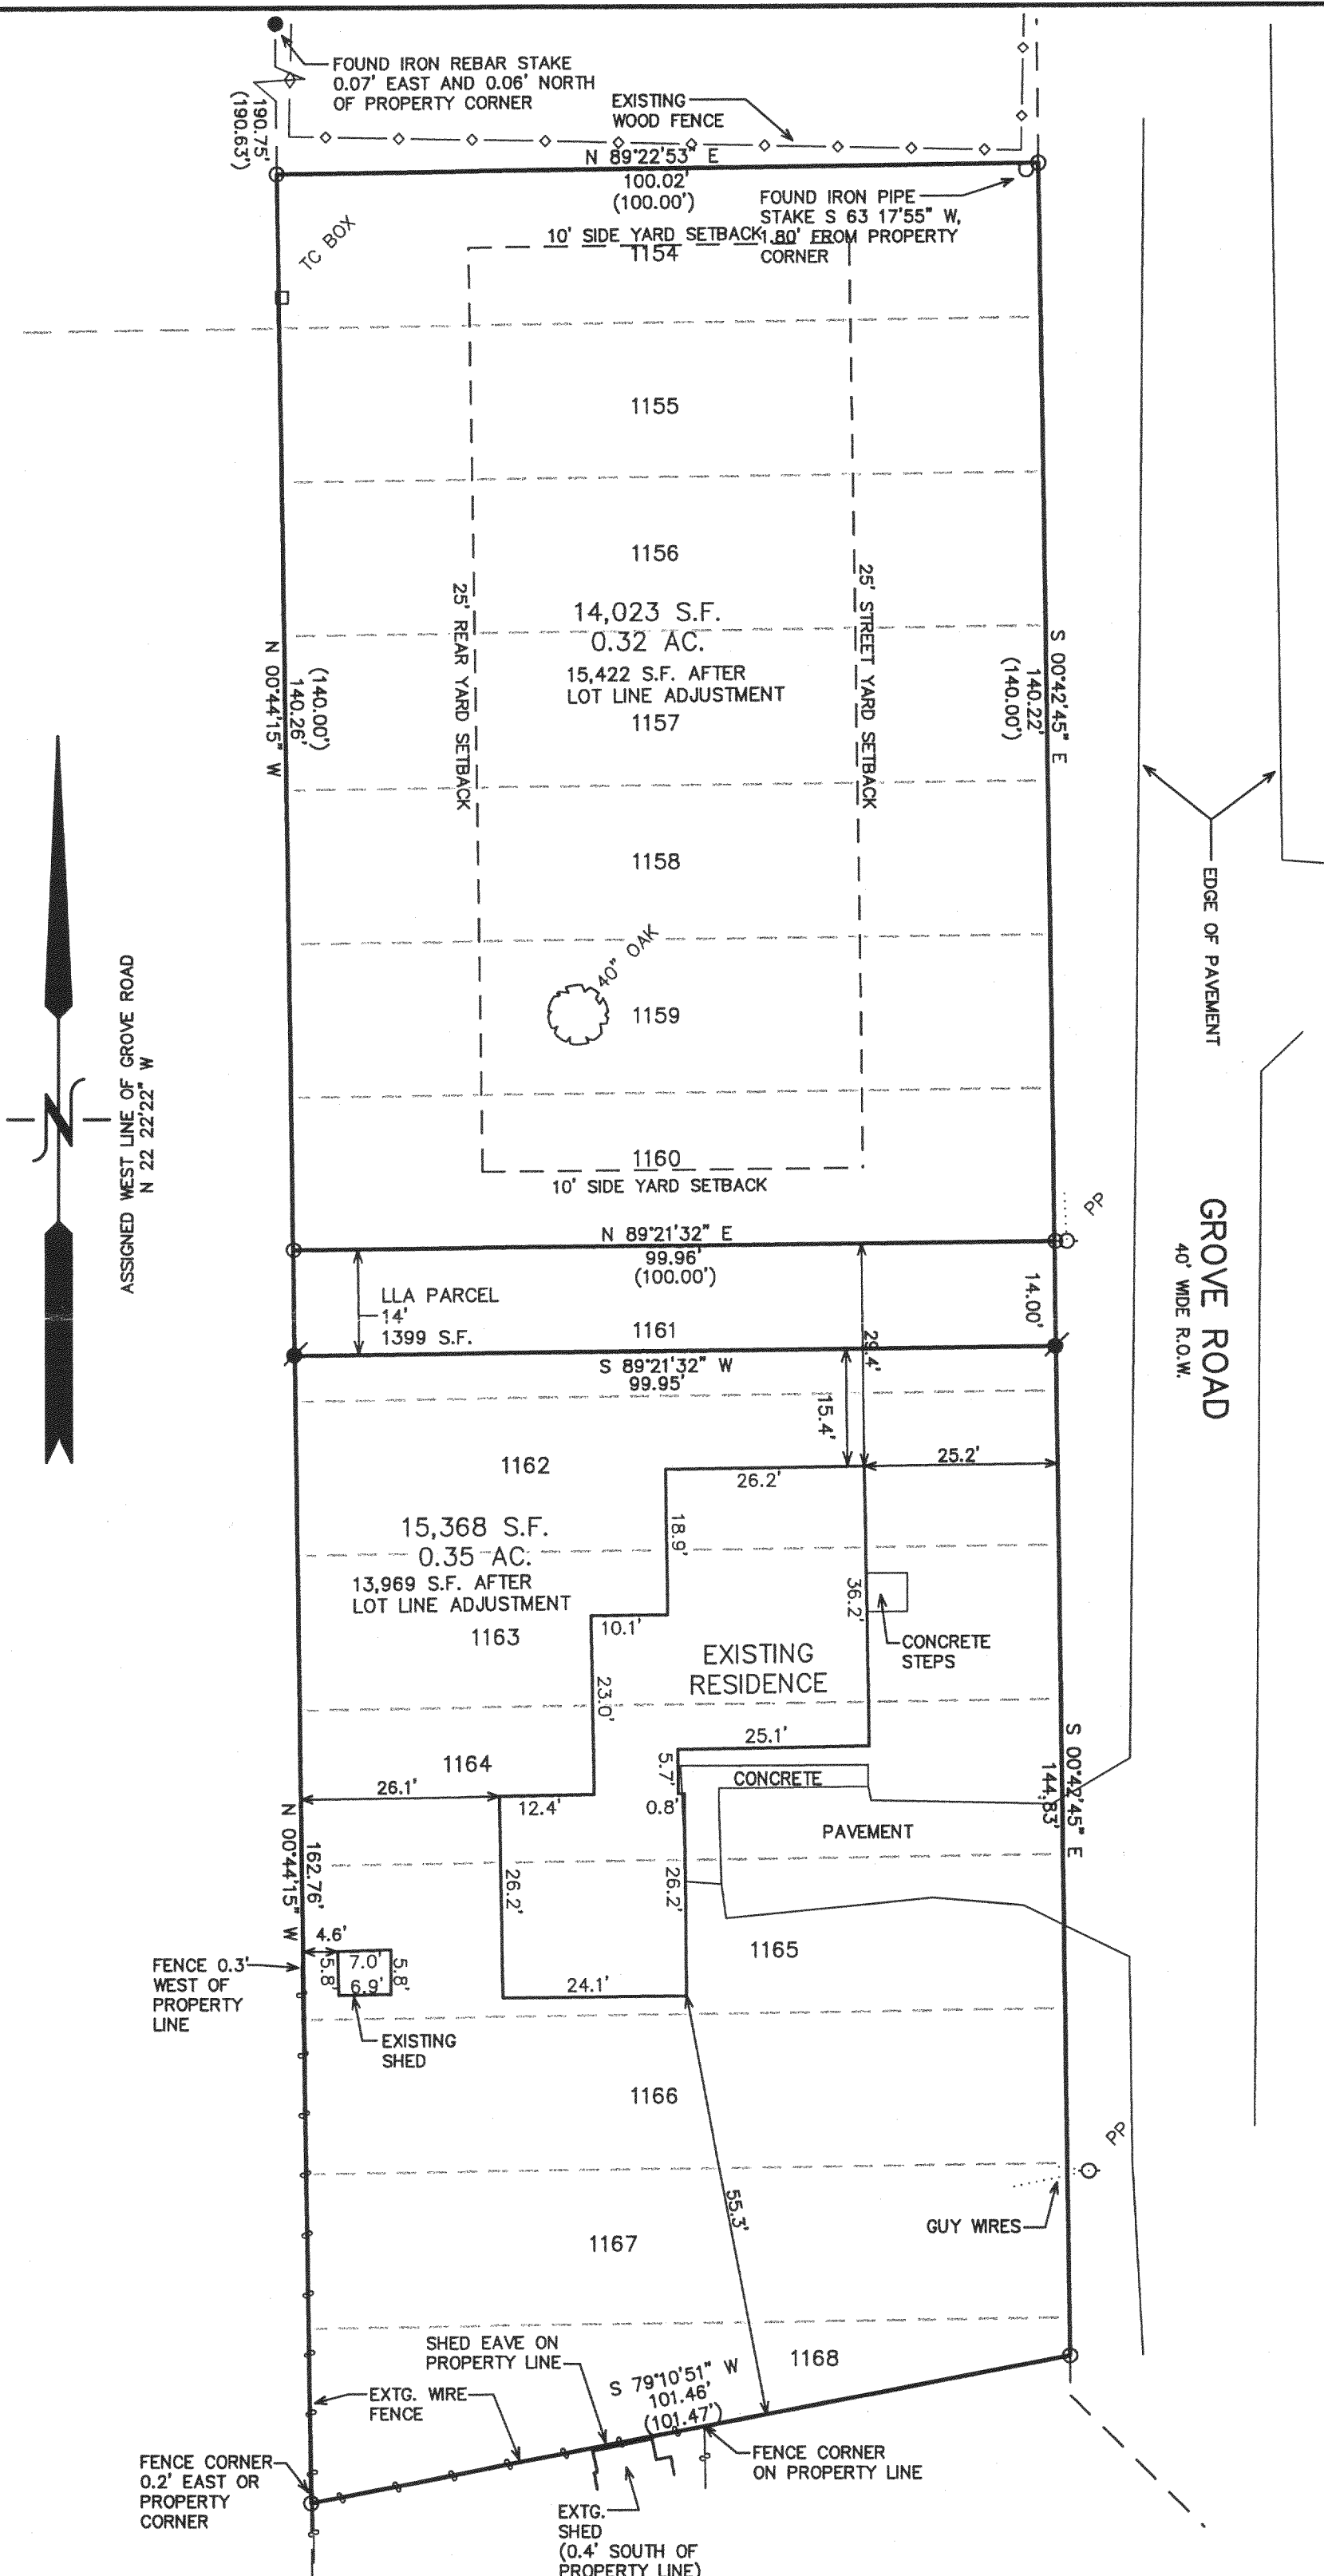 FOUND IRON REBAR STAKE
0.07' EAST AND 0.06' NORTH
OF PROPERTY CORNER
190.75'
(190.63')
EXISTING
WOOD FENCE
N 89°22'53" E
100.02'
(100.00')
FOUND IRON PIPE
STAKE S 63 17'55" W,
1.80' FROM PROPERTY
CORNER
TC BOX
10' SIDE YARD SETBACK
1154
1155
1156
14,023 S.F.
0.32 AC.
15,422 S.F. AFTER
LOT LINE ADJUSTMENT
1157
25' REAR YARD SETBACK
25' STREET YARD SETBACK
N 00°44'15" W
140.26'
(140.00')
S 00°42'45" E
140.22'
(140.00')
EDGE OF PAVEMENT
1158
40" OAK
1159
1160
10' SIDE YARD SETBACK
ASSIGNED WEST LINE OF GROVE ROAD
N 22 22'22" W
N
PP
GROVE ROAD
40' WIDE R.O.W.
N 89°21'32" E
99.96'
(100.00')
LLA PARCEL
14'
1399 S.F.
1161
14.00'
29.4'
S 89°21'32" W
99.95'
15.4'
1162
26.2'
25.2'
15,368 S.F.
0.35 AC.
13,969 S.F. AFTER
LOT LINE ADJUSTMENT
18.9'
36.2'
1163
10.1'
CONCRETE
STEPS
EXISTING
RESIDENCE
23.0'
25.1'
1164
5.7'
CONCRETE
26.1'
12.4'
0.8'
PAVEMENT
S 00°42'45" E
144.83'
N 00°44'15" W
162.76'
26.2'
26.2'
4.6'
1165
FENCE 0.3'
WEST OF
PROPERTY
LINE
5.8'
7.0'
6.9'
5.8'
24.1'
EXISTING
SHED
1166
PP
55.3'
GUY WIRES
1167
SHED EAVE ON
PROPERTY LINE
1168
S 79°10'51" W
101.46'
(101.47')
EXTG. WIRE
FENCE
FENCE CORNER
0.2' EAST OR
PROPERTY
CORNER
FENCE CORNER
ON PROPERTY LINE
EXTG.
SHED
(0.4' SOUTH OF
PROPERTY LINE)